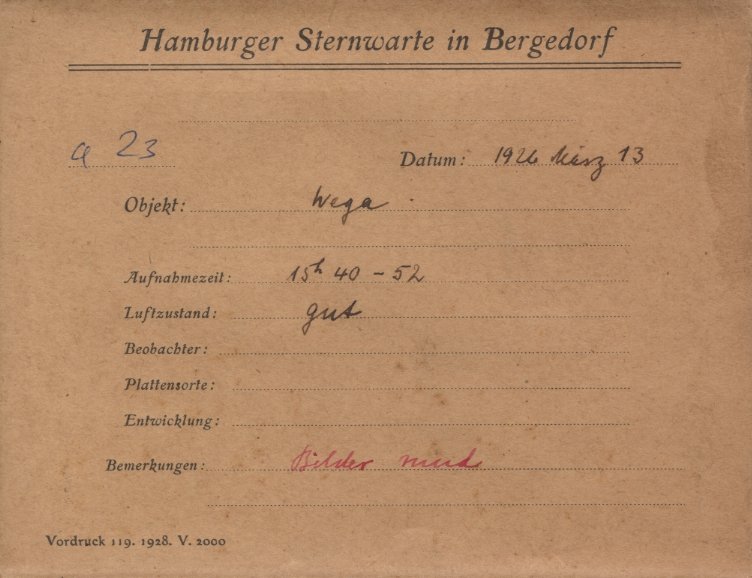 Hamburger Sternwarte in Bergedorf
a 23
Datum: 1926 März 13
Objekt: Wega
Aufnahmezeit: 15h 40 - 52
Luftzustand: gut
Beobachter:
Plattensorte:
Entwicklung:
Bemerkungen: Bilder rund
Vordruck 119. 1928. V. 2000